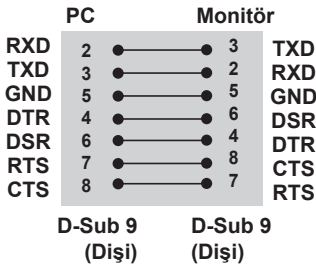 PC Monitör
RXD 2 3 TXD
TXD 3 2 RXD
GND 5 5 GND
DTR 4 6 DSR
DSR 6 4 DTR
RTS 7 8 CTS
CTS 8 7 RTS
D-Sub 9 D-Sub 9
(Dişi) (Dişi)